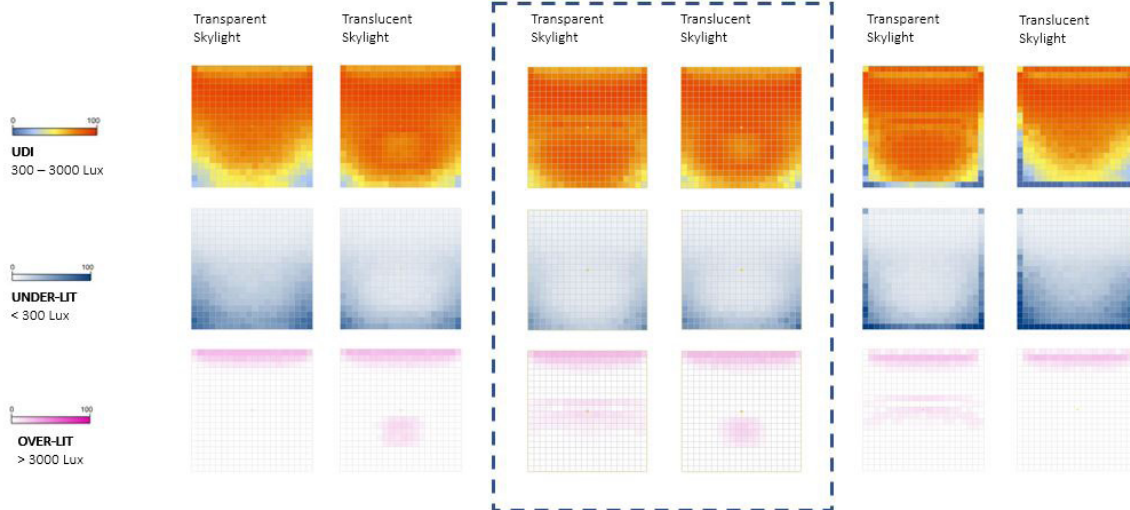 Transparent
Skylight
Translucent
Skylight
Transparent
Skylight
Translucent
Skylight
Transparent
Skylight
Translucent
Skylight
0 100
UDI
300 – 3000 Lux
0 100
UNDER-LIT
< 300 Lux
0 100
OVER-LIT
> 3000 Lux